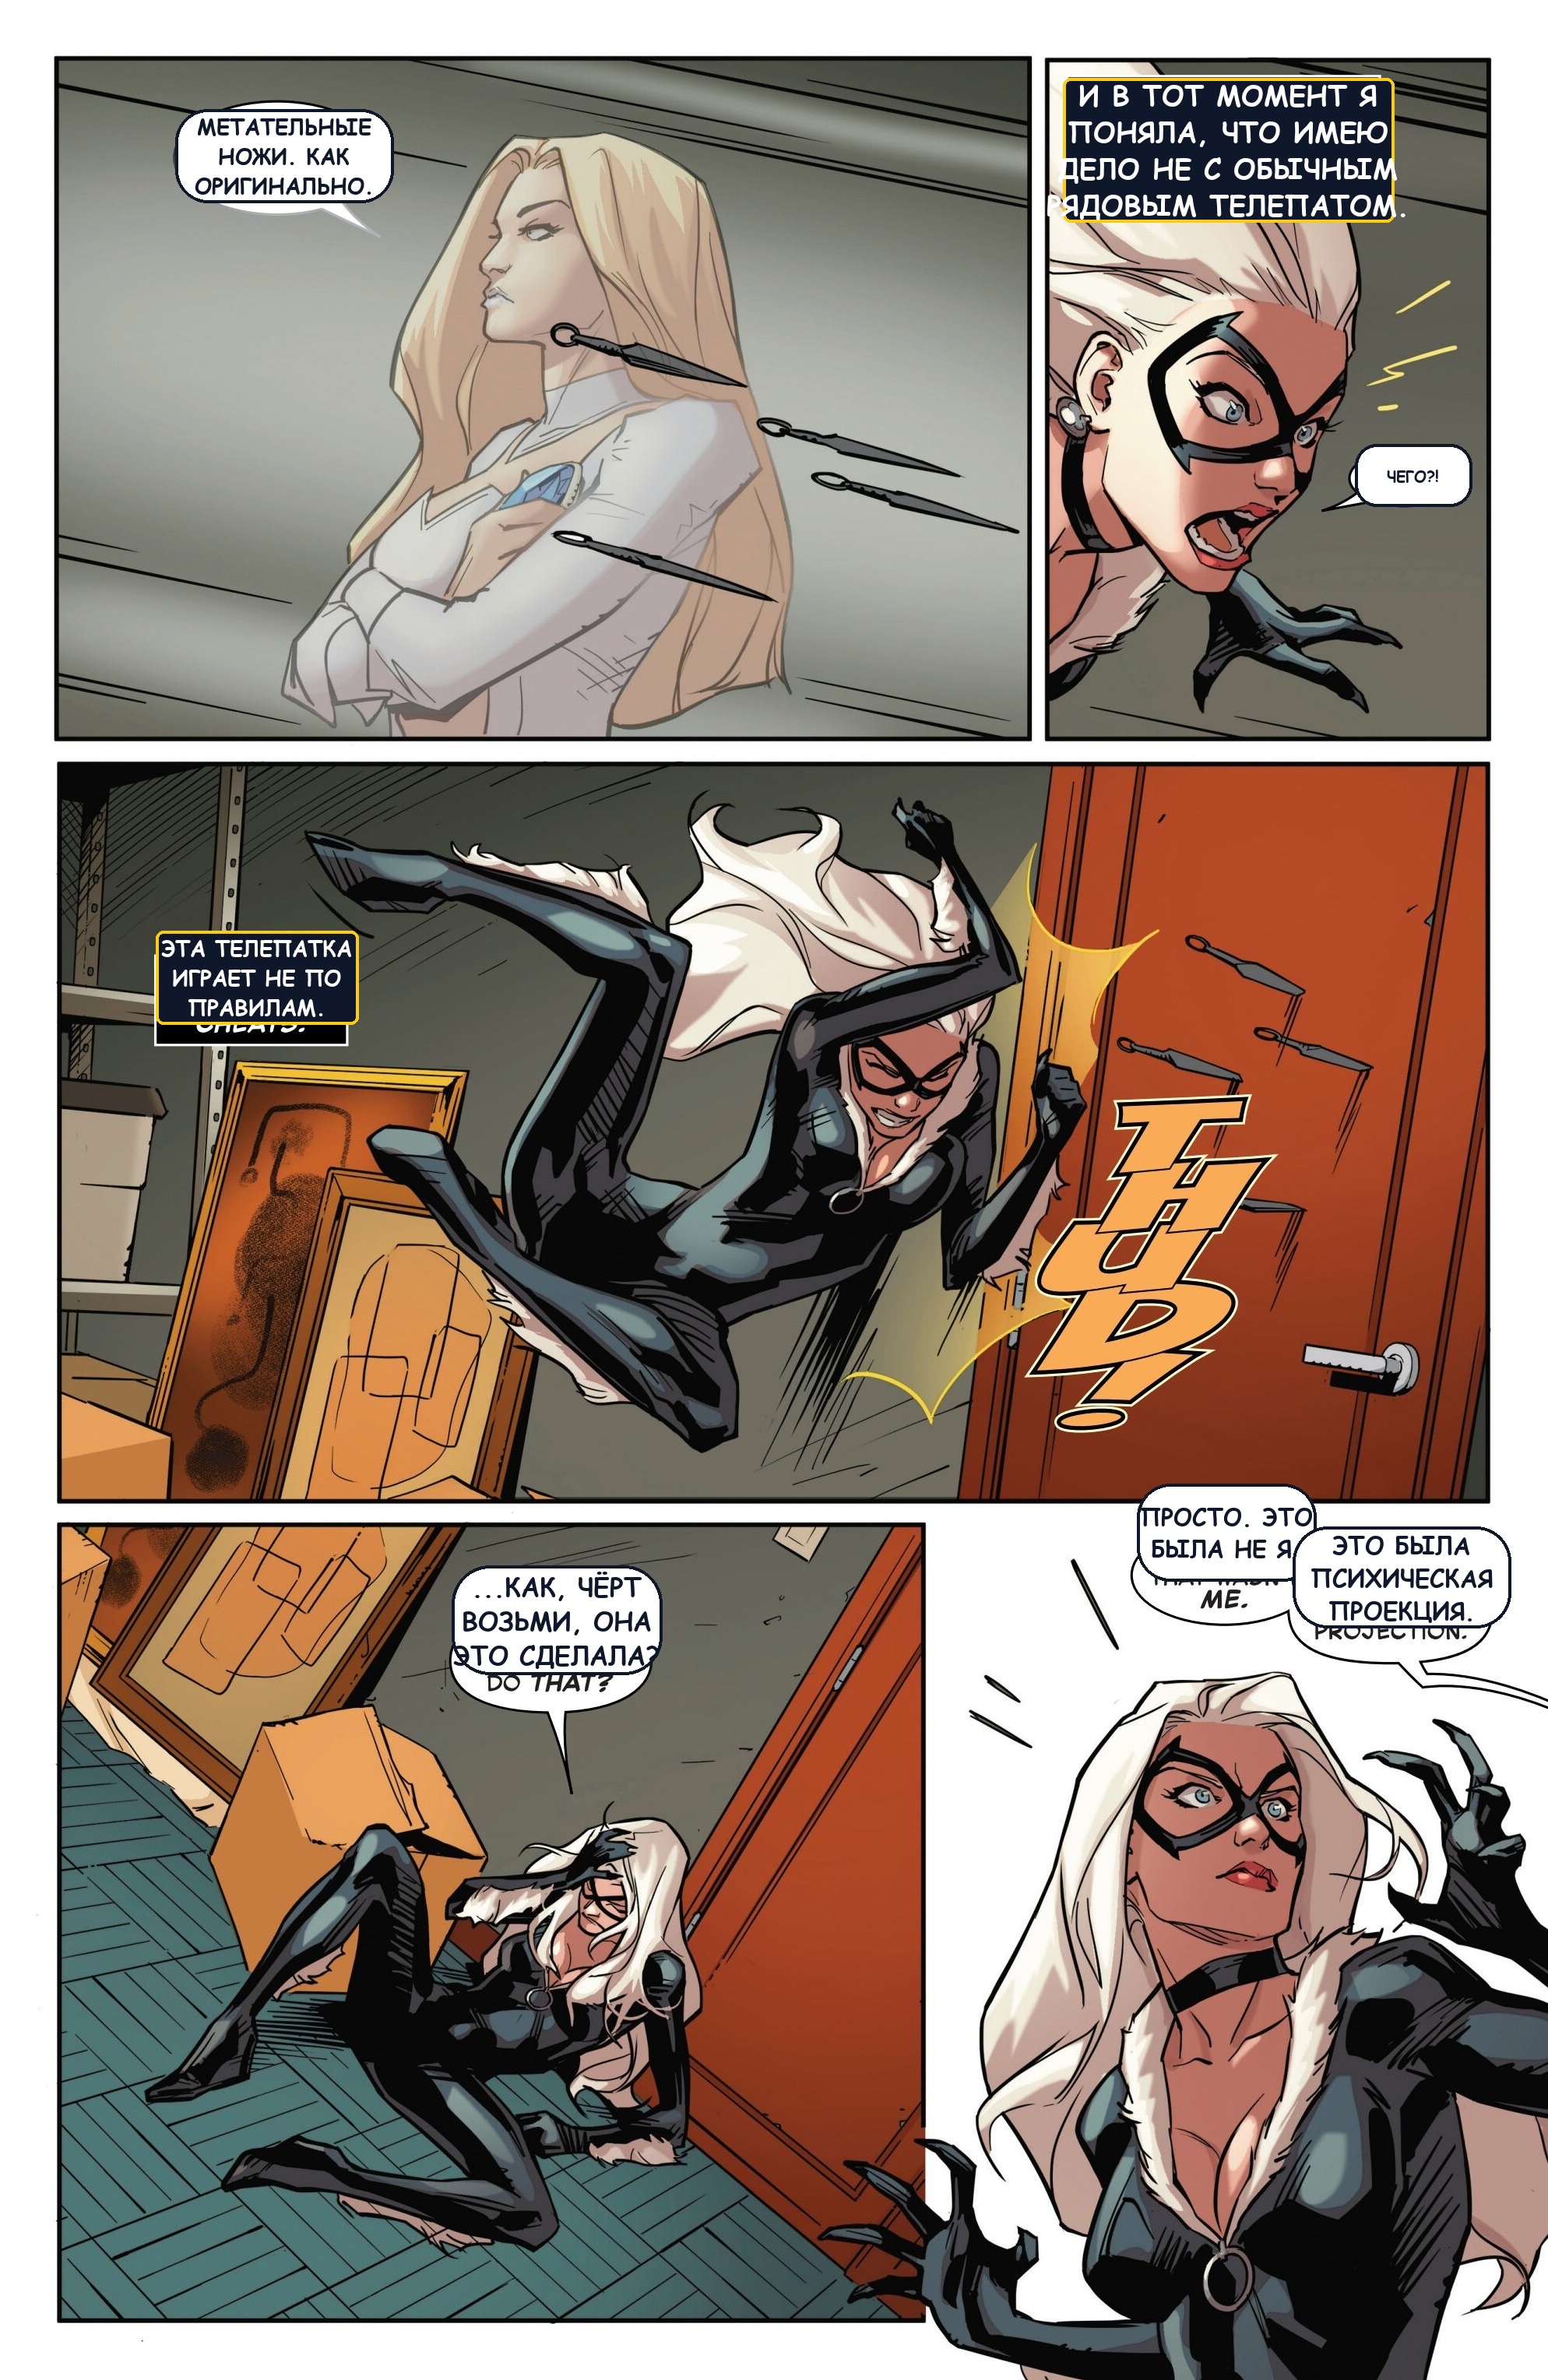 МЕТАТЕЛЬНЫЕ
НОЖИ. КАК
ОРИГИНАЛЬНО.
И В ТОТ МОМЕНТ Я
ПОНЯЛА, ЧТО ИМЕЮ
ДЕЛО НЕ С ОБЫЧНЫМ
РЯДОВЫМ ТЕЛЕПАТОМ.
ЧЕГО?!
ЭТА ТЕЛЕПАТКА
ИГРАЕТ НЕ ПО
ПРАВИЛАМ.
CHEATS.
THUD!
...КАК, ЧЁРТ
ВОЗЬМИ, ОНА
ЭТО СДЕЛАЛА?
DO THAT?
ПРОСТО. ЭТО
БЫЛА НЕ Я
ME.
ЭТО БЫЛА
ПСИХИЧЕСКАЯ
ПРОЕКЦИЯ.
PROJECTION.